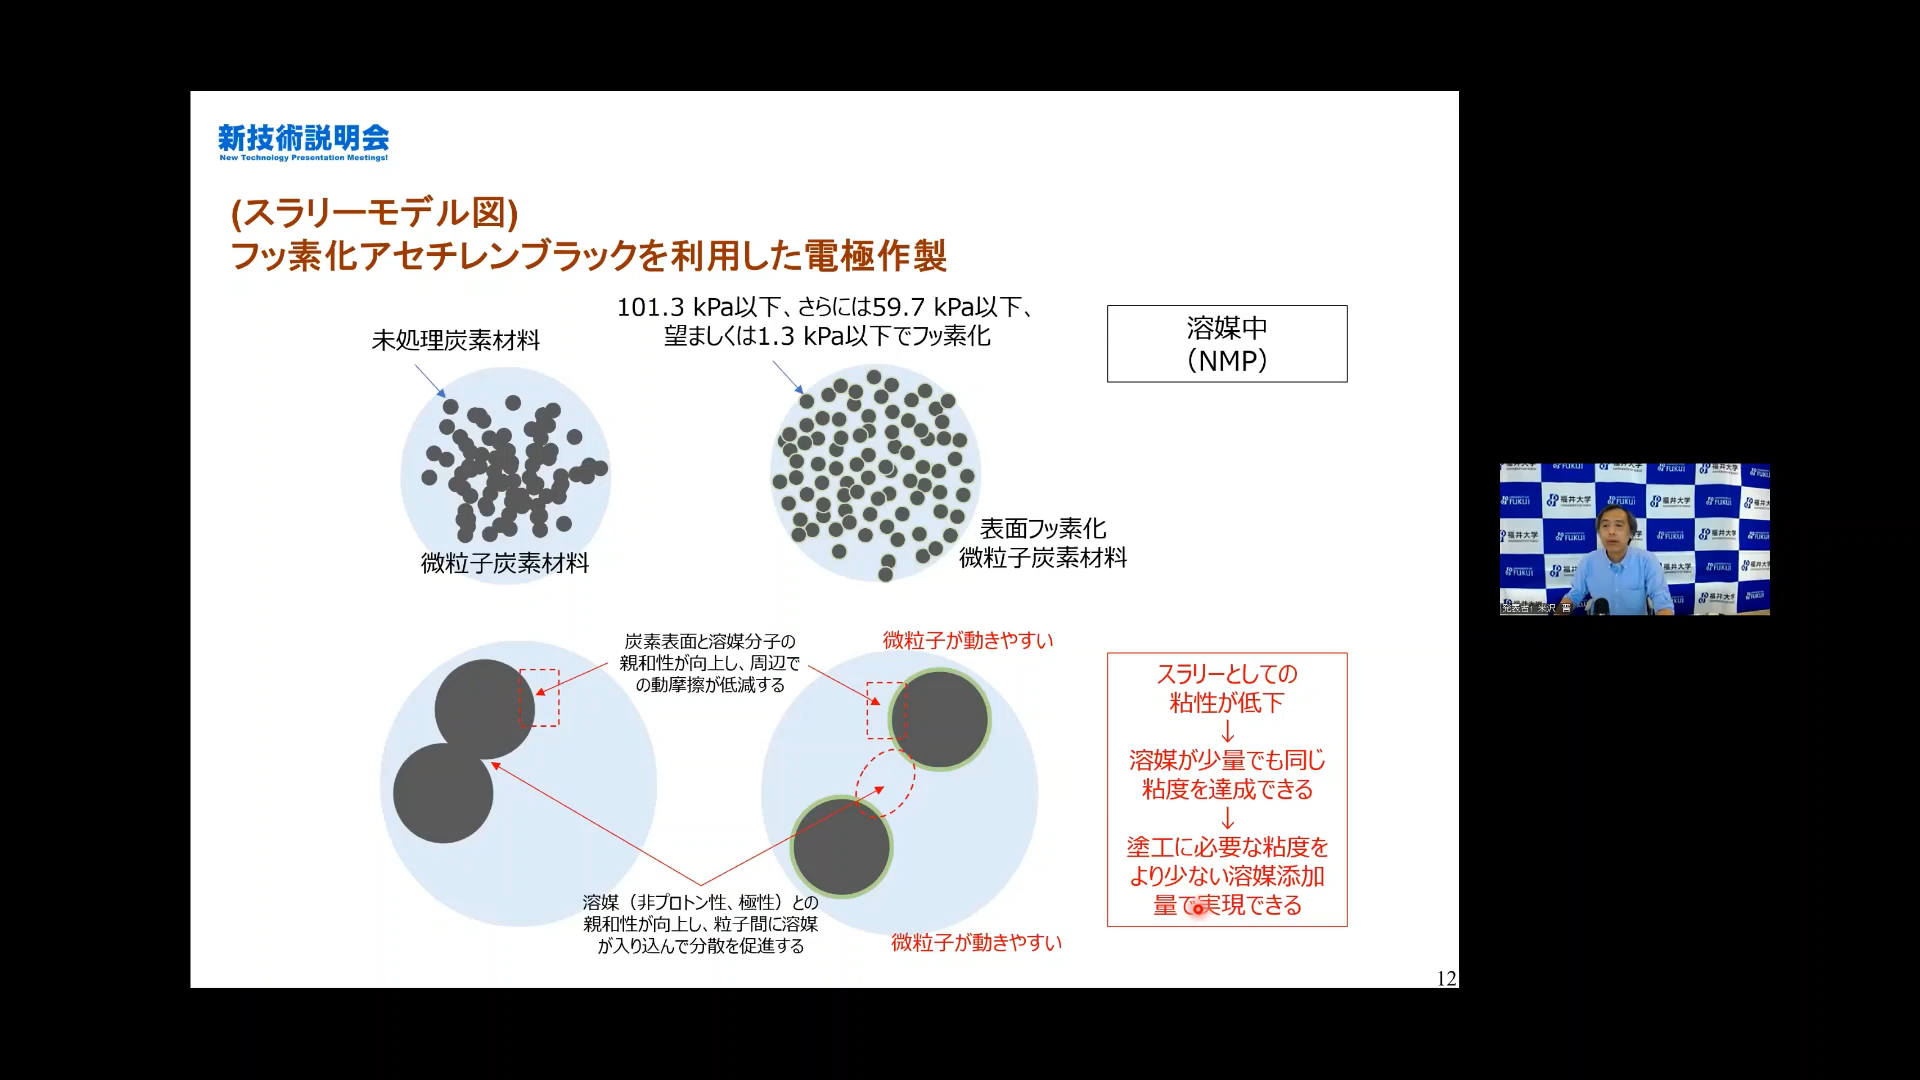 新技術説明会
New Technology Presentation Meetings!
(スラリーモデル図)
フッ素化アセチレンブラックを利用した電極作製
未処理炭素材料
101.3 kPa以下、さらには59.7 kPa以下、
望ましくは1.3 kPa以下でフッ素化
溶媒中
（NMP）
微粒子炭素材料
表面フッ素化
微粒子炭素材料
炭素表面と溶媒分子の
親和性が向上し、周辺で
の動摩擦が低減する
微粒子が動きやすい
溶媒（非プロトン性、極性）との
親和性が向上し、粒子間に溶媒
が入り込んで分散を促進する
微粒子が動きやすい
スラリーとしての
粘性が低下
↓
溶媒が少量でも同じ
粘度を達成できる
↓
塗工に必要な粘度を
より少ない溶媒添加
量で実現できる
12
福井大学
FUKUI
発表者：米沢 晋